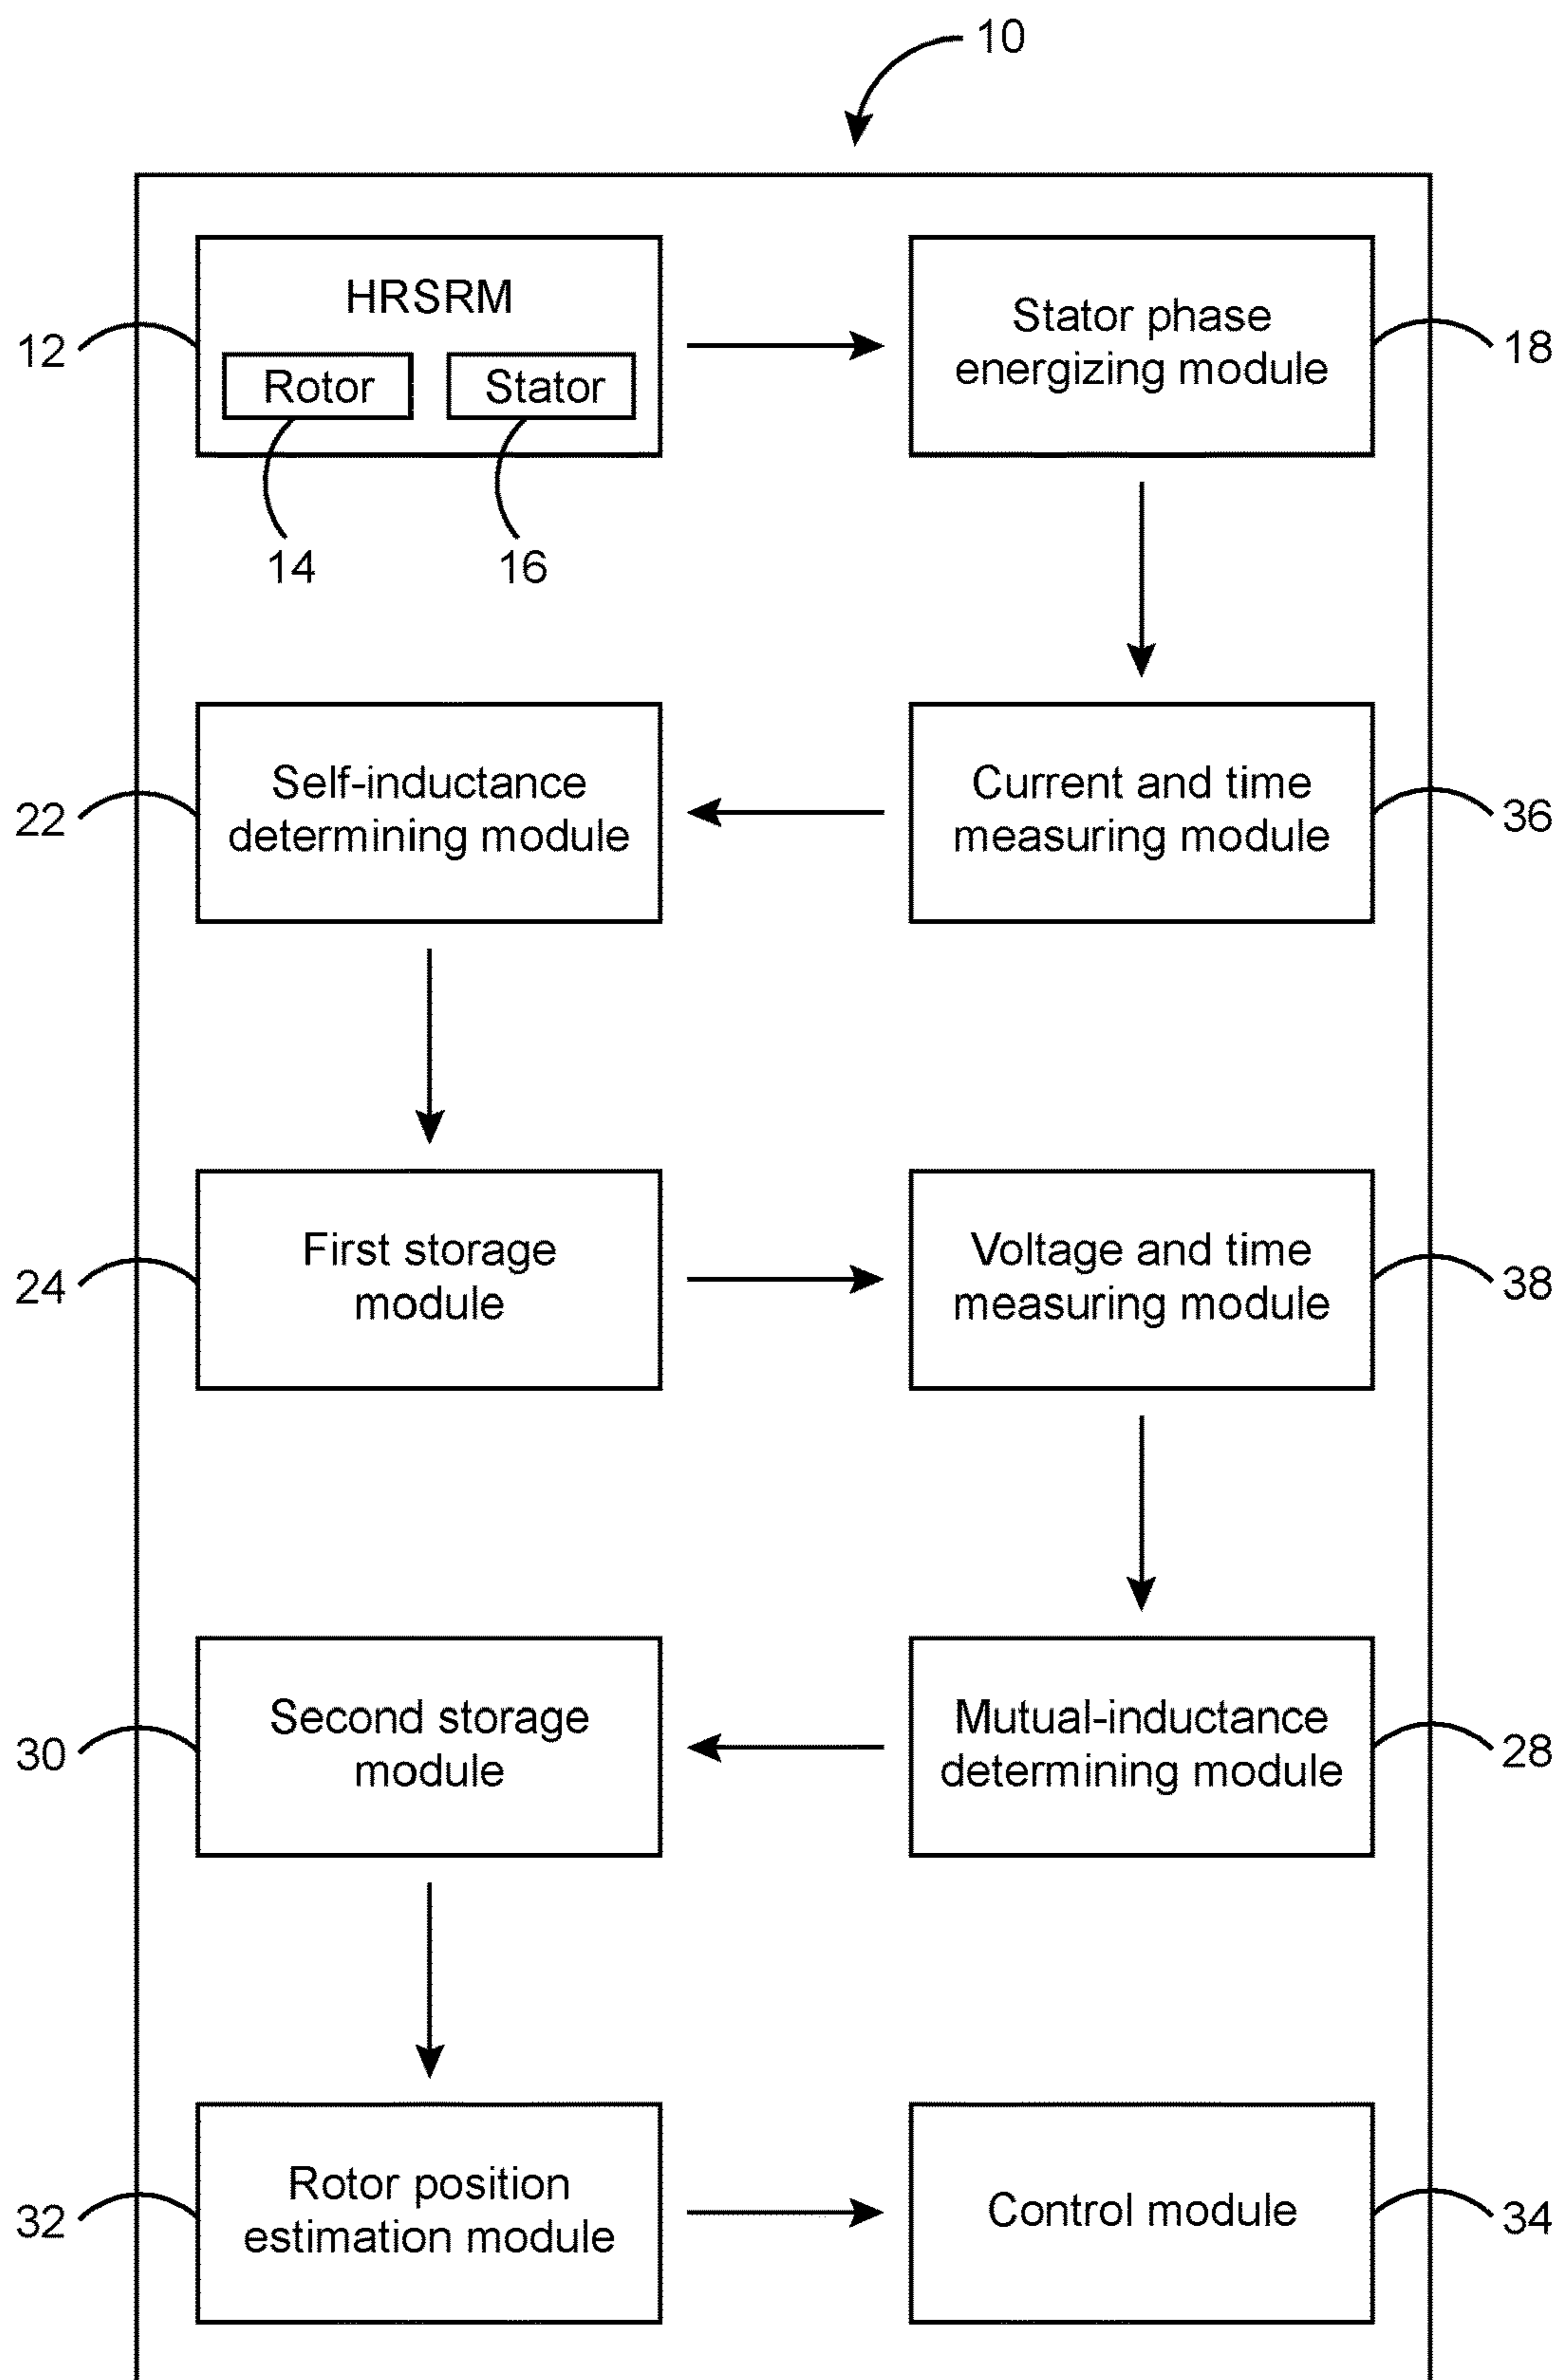 10
HRSRM
Rotor
Stator
12
14
16
Stator phase
energizing module
18
Self-inductance
determining module
22
Current and time
measuring module
36
First storage
module
24
Voltage and time
measuring module
38
Second storage
module
30
Mutual-inductance
determining module
28
Rotor position
estimation module
32
Control module
34